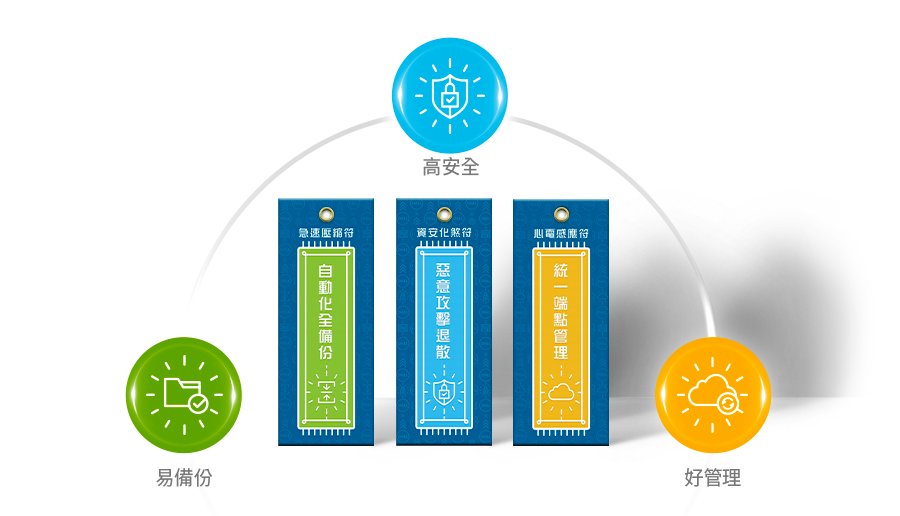 高安全
急速壓縮符
自動化全備份
資安化煞符
惡意攻擊退散
心電感應符
統一端點管理
易備份
好管理